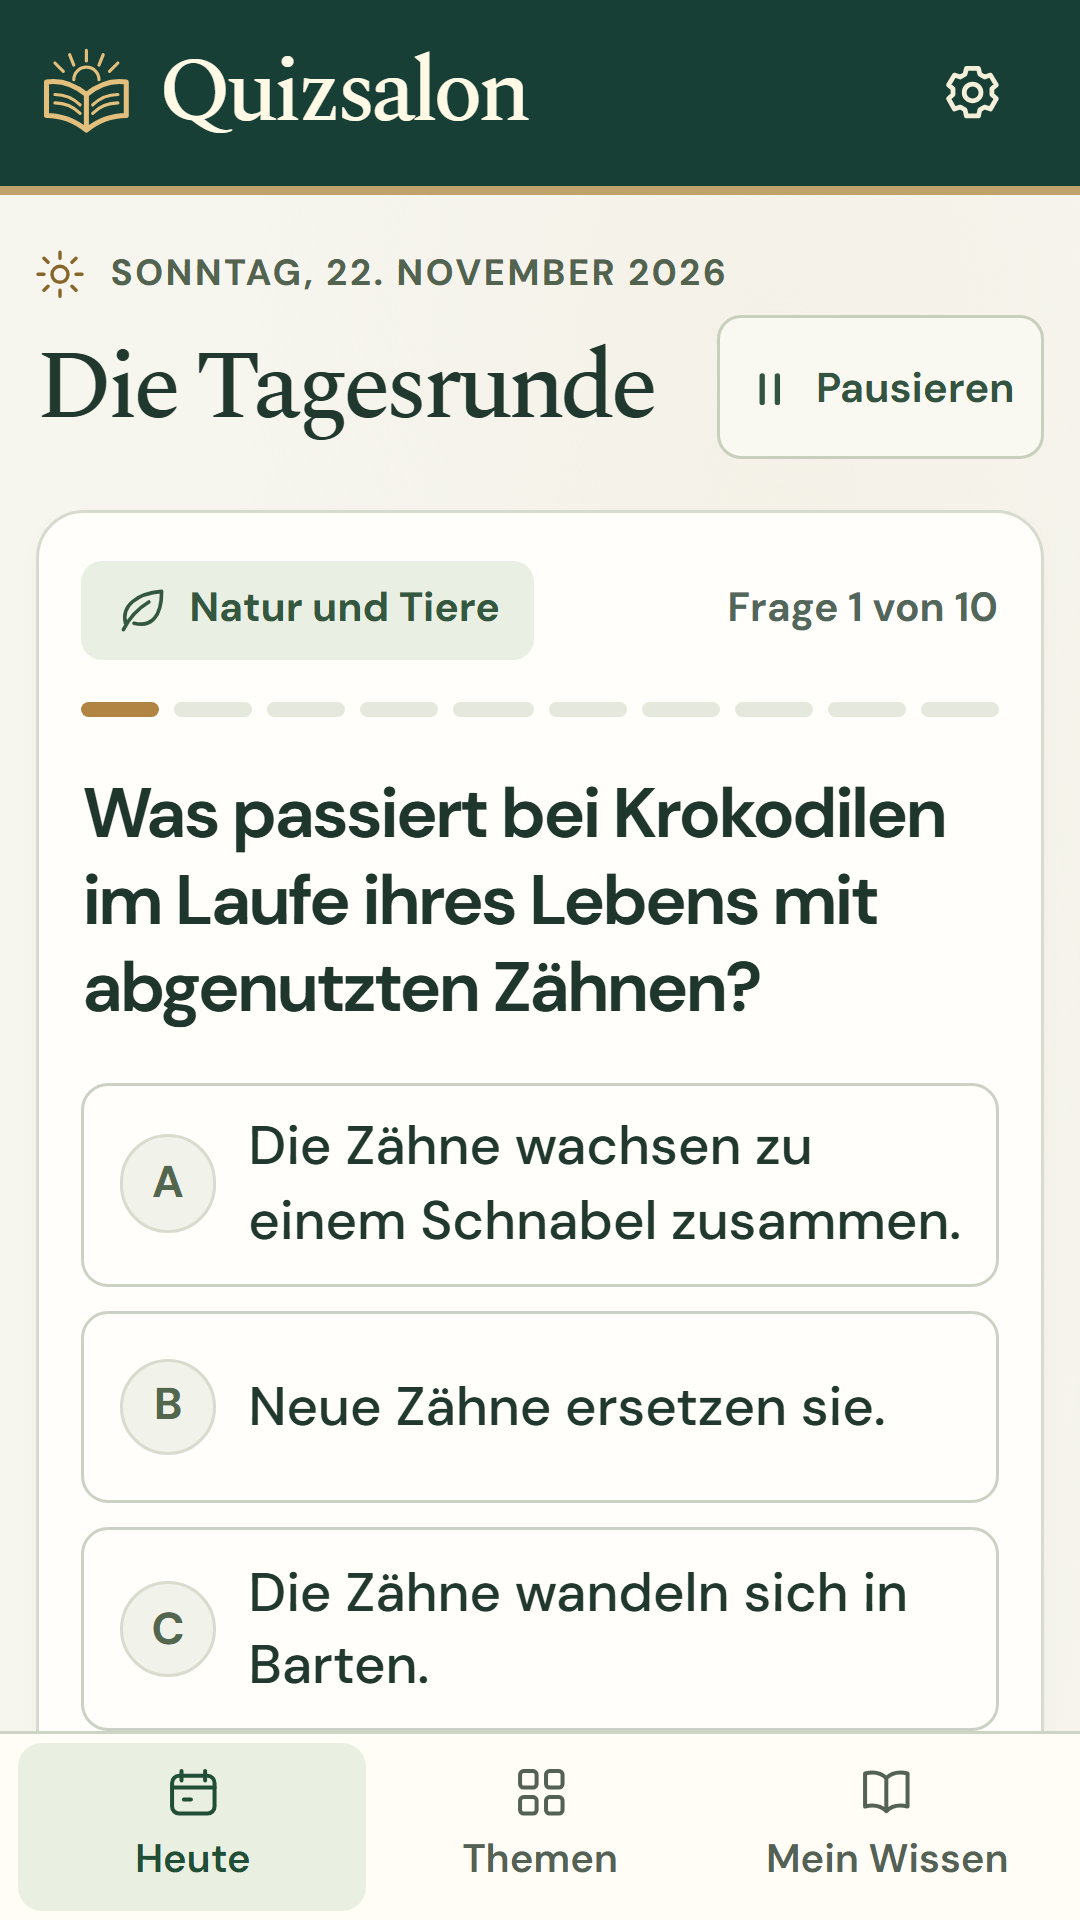 Quizsalon
SONNTAG, 22. NOVEMBER 2026
Die Tagesrunde
Pausieren
Natur und Tiere
Frage 1 von 10
Was passiert bei Krokodilen
im Laufe ihres Lebens mit
abgenutzten Zähnen?
A
Die Zähne wachsen zu
einem Schnabel zusammen.
B
Neue Zähne ersetzen sie.
C
Die Zähne wandeln sich in
Barten.
Heute
Themen
Mein Wissen